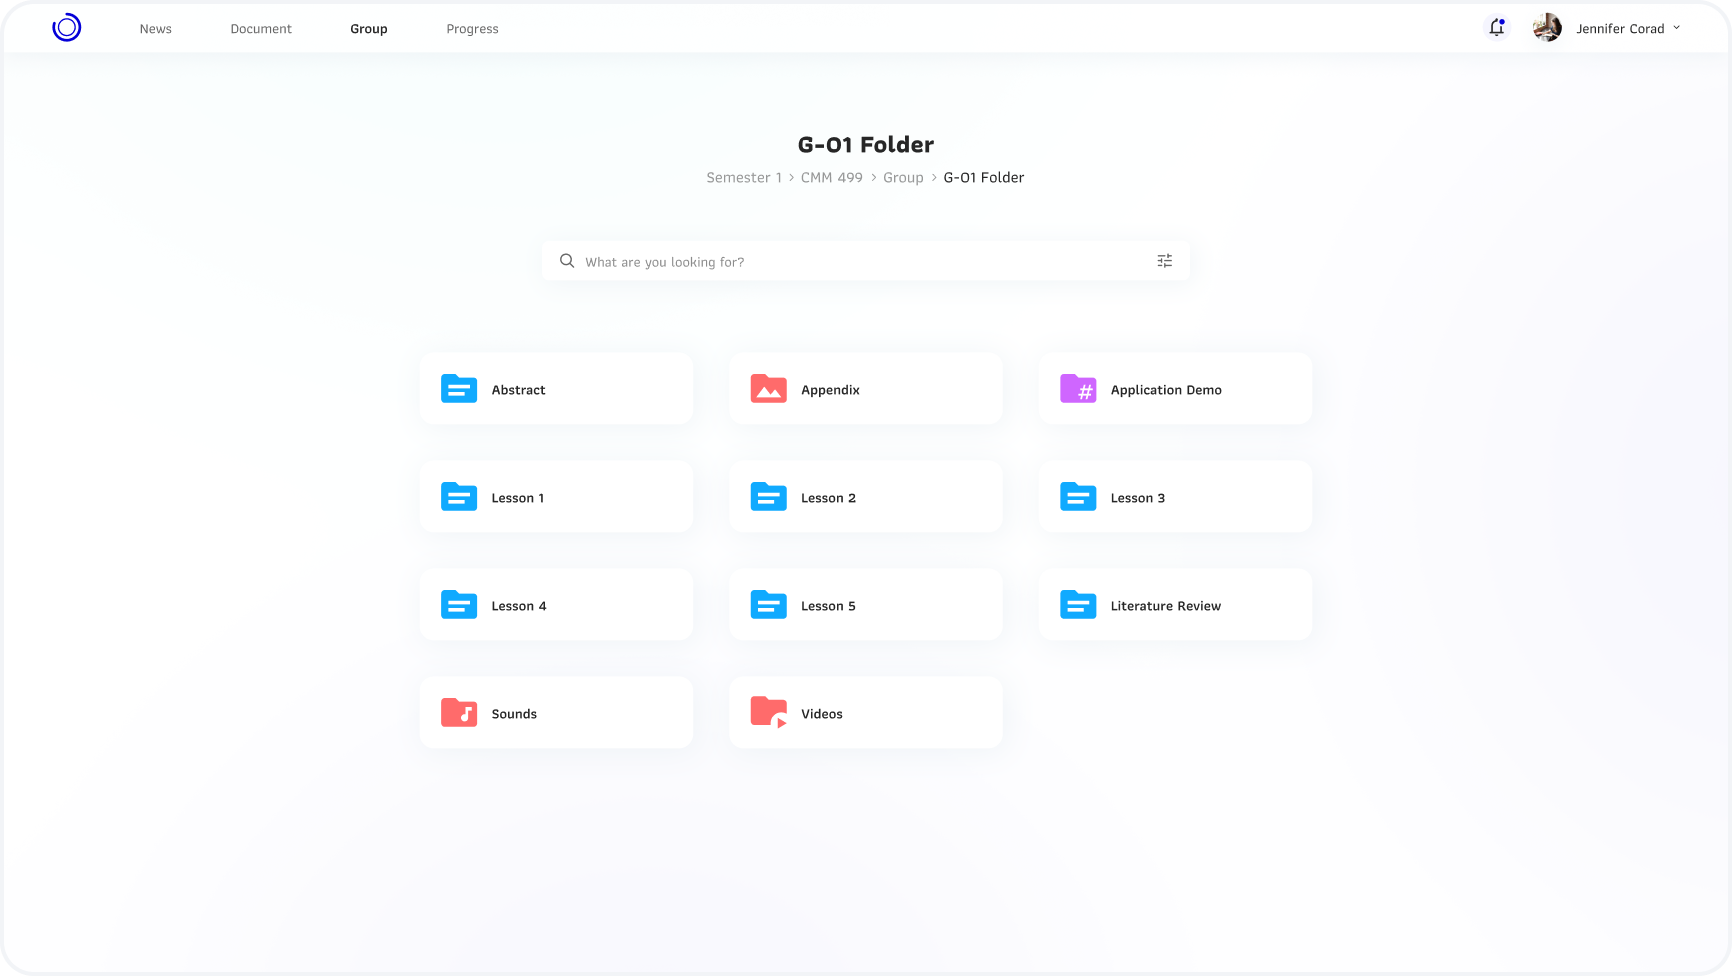 News Document Group Progress Jennifer Corad
G-01 Folder
Semester 1 > CMM 499 > Group > G-01 Folder
What are you looking for?
Abstract Appendix # Application Demo
Lesson 1 Lesson 2 Lesson 3
Lesson 4 Lesson 5 Literature Review
Sounds Videos